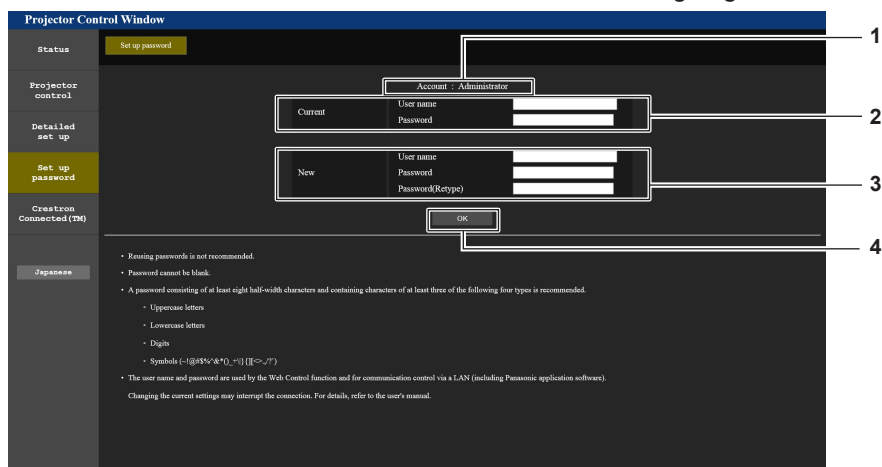 Projector Control Window
Status
Set up password
1
Projector
control
Account : Administrator
Current
User name
Password
2
Detailed
set up
Set up
password
New
User name
Password
Password(Retype)
3
Crestron
Connected(TM)
OK
4
Japanese
• Reusing passwords is not recommended.
• Password cannot be blank.
• A password consisting of at least eight half-width characters and containing characters of at least three of the following four types is recommended.
• Uppercase letters
• Lowercase letters
• Digits
• Symbols (~!@#$%^&*()_+\|}{][<>.,/?`)
• The user name and password are used by the Web Control function and for communication control via a LAN (including Panasonic application software).
Changing the current settings may interrupt the connection. For details, refer to the user's manual.